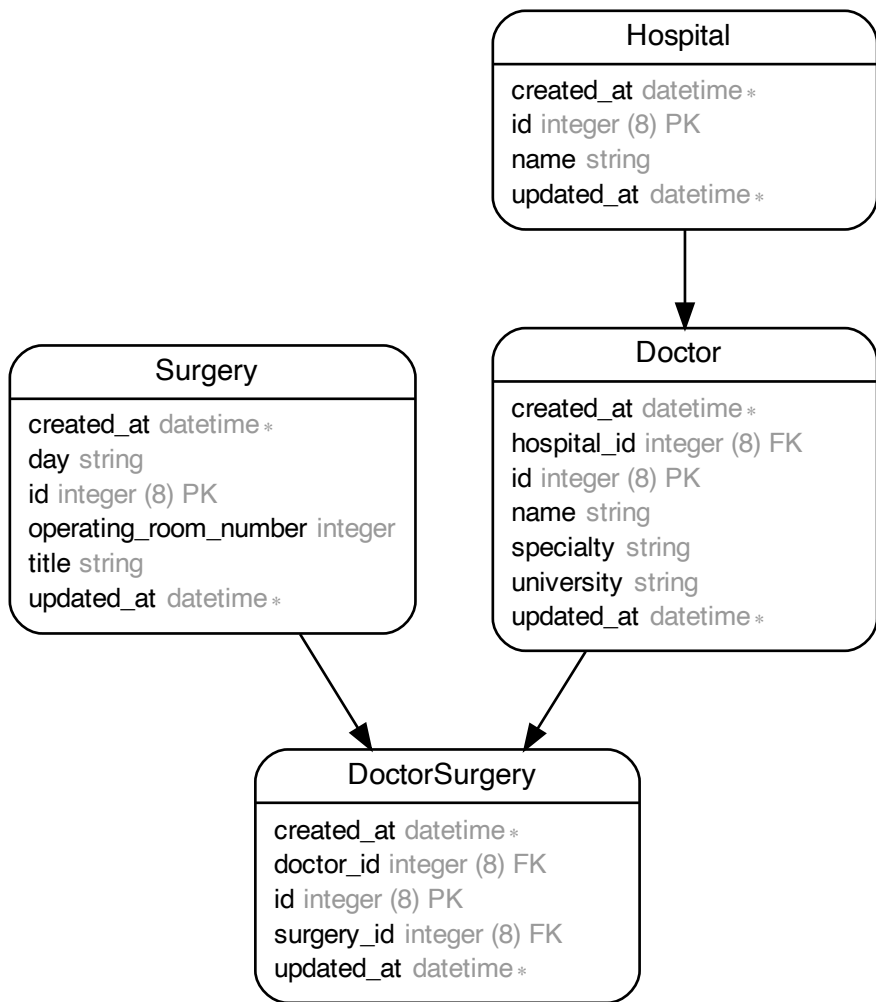 Hospital
created_at datetime *
id integer (8) PK
name string
updated_at datetime *
Surgery
created_at datetime *
day string
id integer (8) PK
operating_room_number integer
title string
updated_at datetime *
Doctor
created_at datetime *
hospital_id integer (8) FK
id integer (8) PK
name string
specialty string
university string
updated_at datetime *
DoctorSurgery
created_at datetime *
doctor_id integer (8) FK
id integer (8) PK
surgery_id integer (8) FK
updated_at datetime *